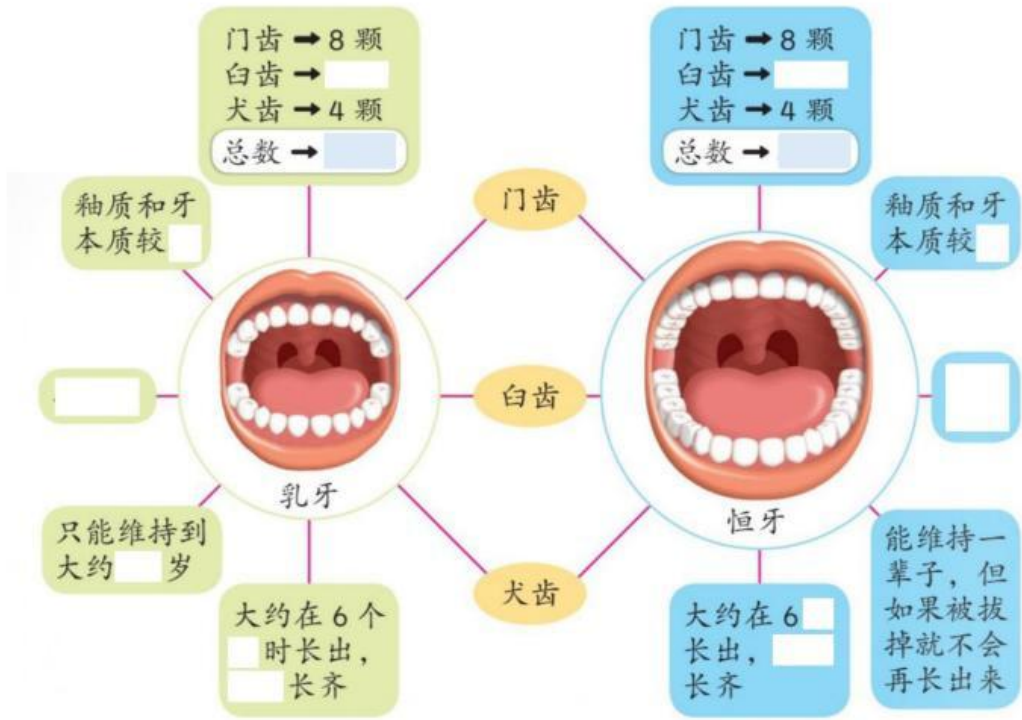 门齿 → 8 颗
臼齿 →
犬齿 → 4 颗
总数 →
门齿 → 8 颗
臼齿 →
犬齿 → 4 颗
总数 →
釉质和牙
本质较
门齿
釉质和牙
本质较
臼齿
乳牙
恒牙
只能维持到
大约 岁
犬齿
能维持一
辈子，但
如果被拔
掉就不会
再长出来
大约在 6 个
时长出，
长齐
大约在 6
长出，
长齐